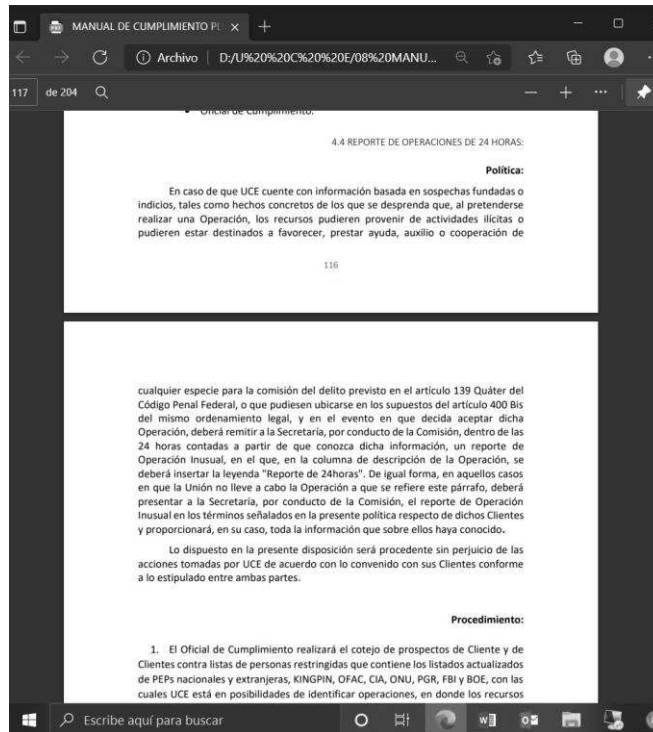 MANUAL DE CUMPLIMIENTO PL
Archivo D:/U%20%20C%20%20E/08%20MANU...
117 de 204
Oficial de Cumplimiento.
4.4 REPORTE DE OPERACIONES DE 24 HORAS:
Política:
En caso de que UCE cuente con información basada en sospechas fundadas o
indicios, tales como hechos concretos de los que se desprenda que, al pretenderse
realizar una Operación, los recursos pudieren provenir de actividades ilícitas o
pudieren estar destinados a favorecer, prestar ayuda, auxilio o cooperación de
116
cualquier especie para la comisión del delito previsto en el artículo 139 Quáter del
Código Penal Federal, o que pudiesen ubicarse en los supuestos del artículo 400 Bis
del mismo ordenamiento legal, y en el evento en que decida aceptar dicha
Operación, deberá remitir a la Secretaría, por conducto de la Comisión, dentro de las
24 horas contadas a partir de que conozca dicha información, un reporte de
Operación Inusual, en el que, en la columna de descripción de la Operación, se
deberá insertar la leyenda "Reporte de 24horas". De igual forma, en aquellos casos
en que la Unión no lleve a cabo la Operación a que se refiere este párrafo, deberá
presentar a la Secretaría, por conducto de la Comisión, el reporte de Operación
Inusual en los términos señalados en la presente política respecto de dichos Clientes
y proporcionará, en su caso, toda la información que sobre ellos haya conocido.
Lo dispuesto en la presente disposición será procedente sin perjuicio de las
acciones tomadas por UCE de acuerdo con lo convenido con sus Clientes conforme
a lo estipulado entre ambas partes.
Procedimiento:
1. El Oficial de Cumplimiento realizará el cotejo de prospectos de Cliente y de
Clientes contra listas de personas restringidas que contiene los listados actualizados
de PEPs nacionales y extranjeras, KINGPIN, OFAC, CIA, ONU, PGR, FBI y BOE, con las
cuales UCE está en posibilidades de identificar operaciones, en donde los recursos
Escribe aquí para buscar